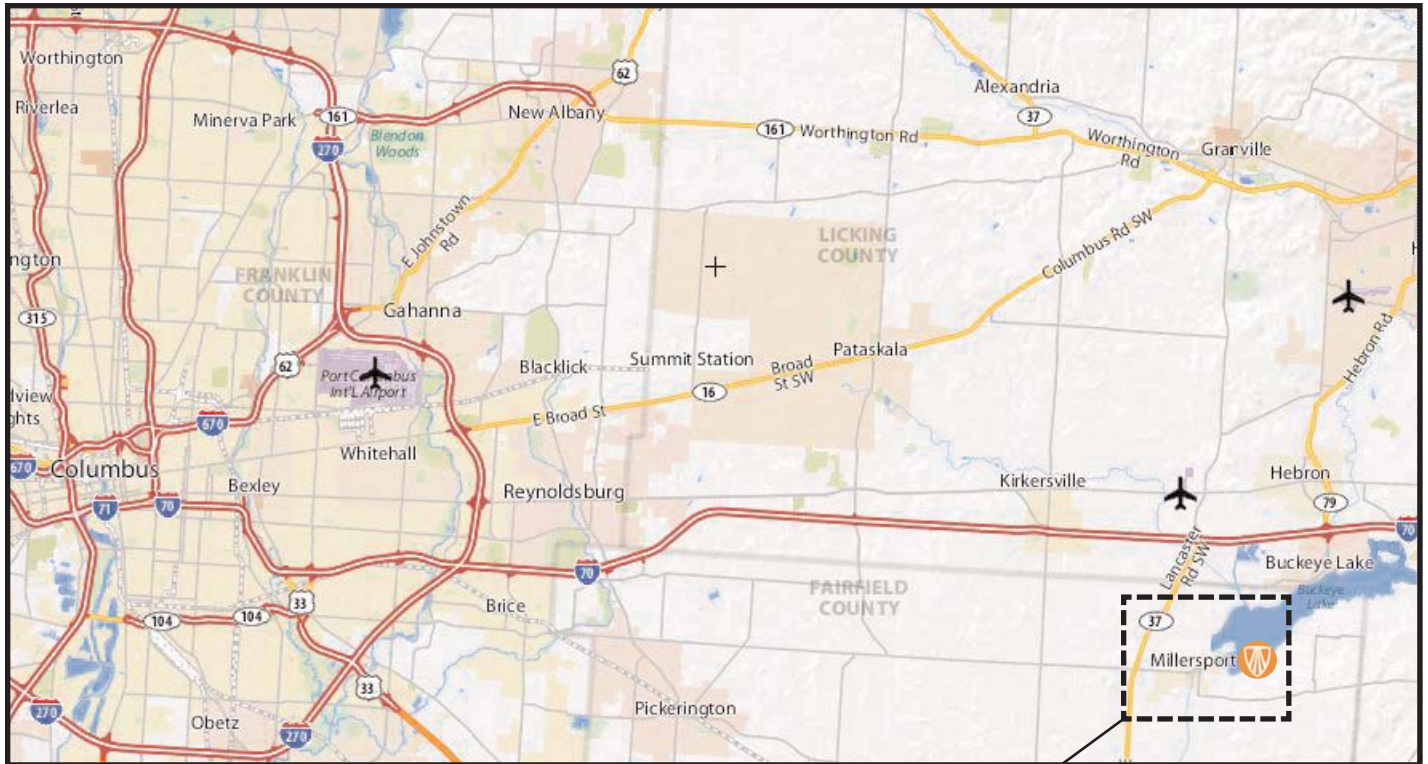 Worthington
Riverlea
Minerva Park
161
270
Blendon
Woods
New Albany
62
161
Worthington Rd
Alexandria
37
Worthington
Rd
Granville
E Johnstown
Rd
LICKING
COUNTY
Columbus Rd SW
ngton
FRANKLIN
COUNTY
Gahanna
315
62
Port Columbus
Int'L Airport
Blacklick
Summit Station
Broad
St SW
Pataskala
16
E Broad St
Hebron Rd
dview
ghts
670
670
Columbus
Whitehall
Bexley
71
70
Reynoldsburg
Kirkersville
Hebron
79
70
Lancaster
Rd SW
Buckeye Lake
Buckeye
Lake
70
FAIRFIELD
COUNTY
33
104
104
Brice
37
Millersport
33
270
Obetz
270
Pickerington